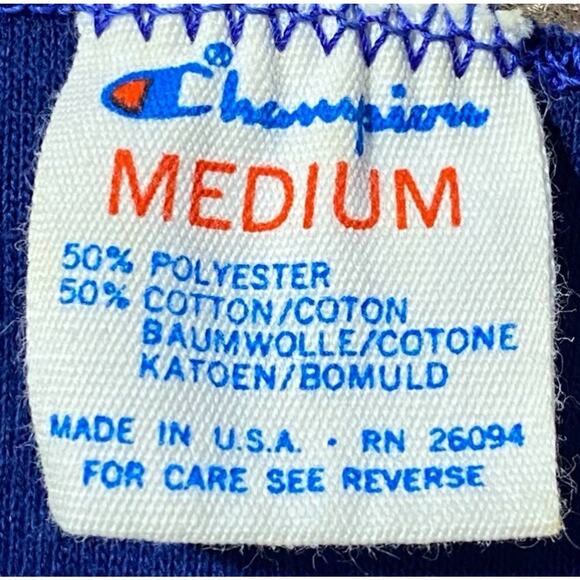 ® Champion
MEDIUM
50% POLYESTER
50% COTTON/COTON
BAUMWOLLE/COTONE
KATOEN/BOMULD
MADE IN U.S.A. · RN 26094
FOR CARE SEE REVERSE